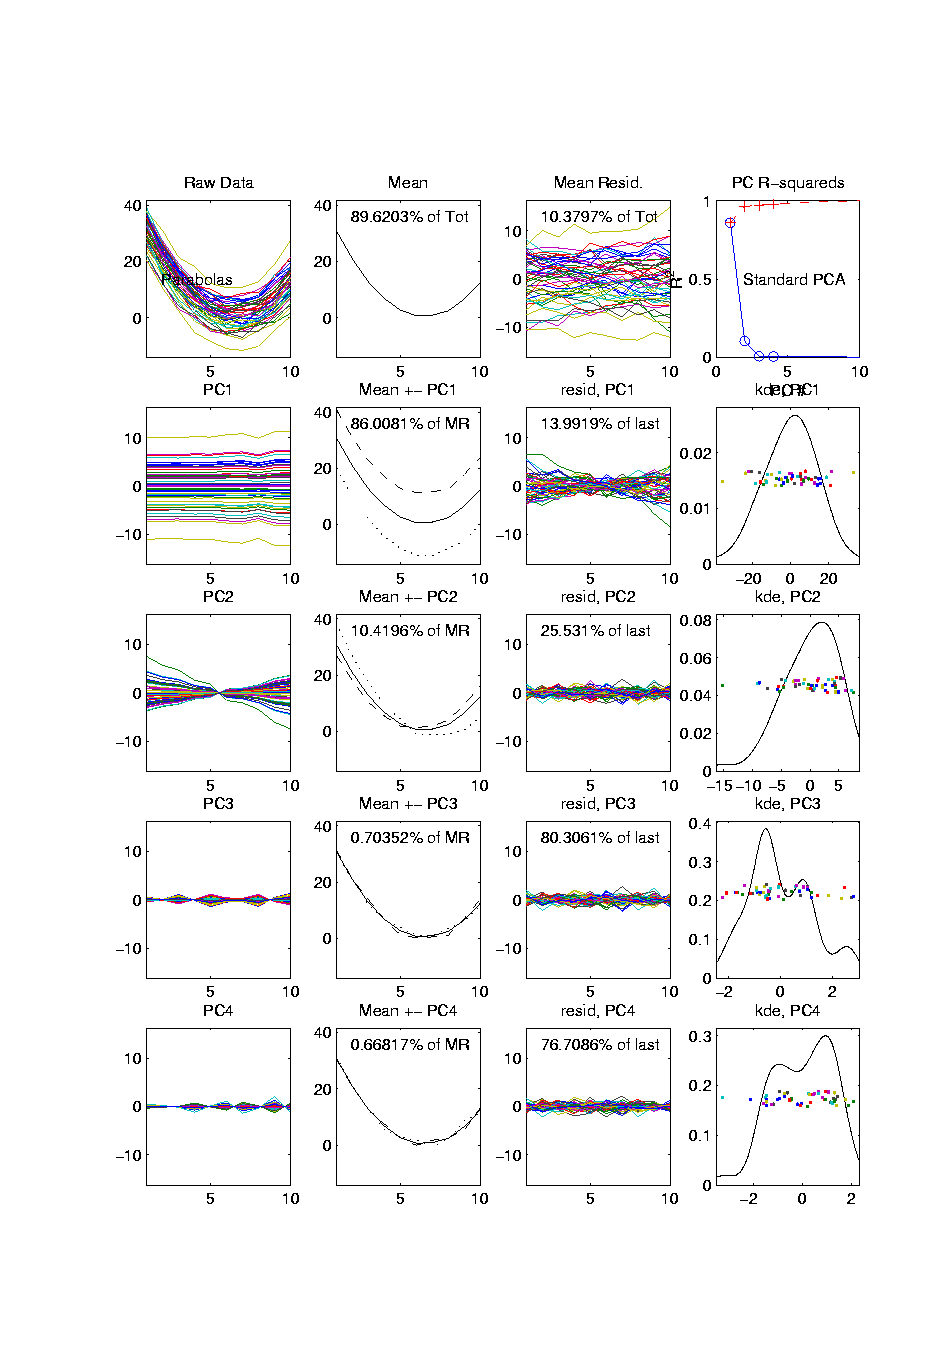 Raw Data Mean Mean Resid. PC R-squareds
40 40 10 1
89.6203% of Tot 10.3797% of Tot
20 20
Parabolas 0 R² 0.5 Standard PCA
0 0 -10 0
5 10 5 10 5 10 0 5 10
PC #
PC1 Mean +- PC1 resid, PC1 kde, PC1
10 40 10 0.02
86.0081% of MR 13.9919% of last
0 20 0 0.01
-10 0 -10 0
5 10 5 10 5 10 -20 0 20
PC2 Mean +- PC2 resid, PC2 kde, PC2
10 40 10 0.08
10.4196% of MR 25.531% of last
0.06
0 20 0 0.04
-10 0 -10 0.02
0
5 10 5 10 5 10 -15 -10 -5 0 5
PC3 Mean +- PC3 resid, PC3 kde, PC3
10 40 10 0.4
0.70352% of MR 80.3061% of last
0.3
0 20 0 0.2
-10 0 -10 0.1
0
5 10 5 10 5 10 -2 0 2
PC4 Mean +- PC4 resid, PC4 kde, PC4
10 40 10 0.3
0.66817% of MR 76.7086% of last
0 20 0 0.2
-10 0 -10 0.1
0
5 10 5 10 5 10 -2 0 2